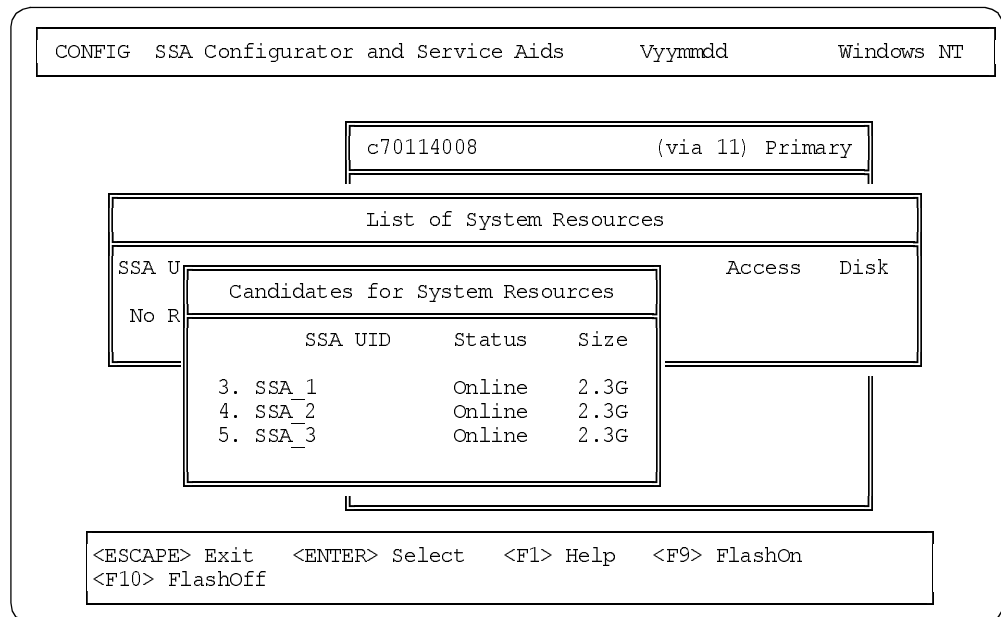 CONFIG SSA Configurator and Service Aids Vyymmdd Windows NT
c70114008 (via 11) Primary
List of System Resources
SSA U Access Disk
No R
Candidates for System Resources
SSA UID Status Size
3. SSA_1 Online 2.3G
4. SSA_2 Online 2.3G
5. SSA_3 Online 2.3G
<ESCAPE> Exit <ENTER> Select <F1> Help <F9> FlashOn
<F10> FlashOff